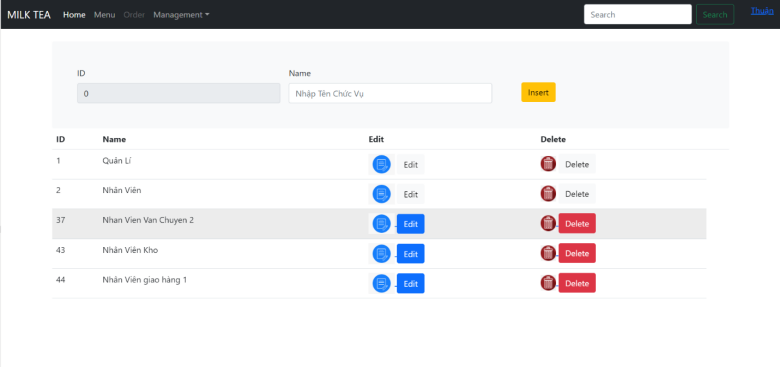 MILK TEA Home Menu Order Management Search Search Thuận
ID Name
0 Nhập Tên Chức Vụ Insert
ID Name Edit Delete
1 Quản Lí Edit Delete
2 Nhân Viên Edit Delete
37 Nhan Vien Van Chuyen 2 Edit Delete
43 Nhân Viên Kho Edit Delete
44 Nhân Viên giao hàng 1 Edit Delete